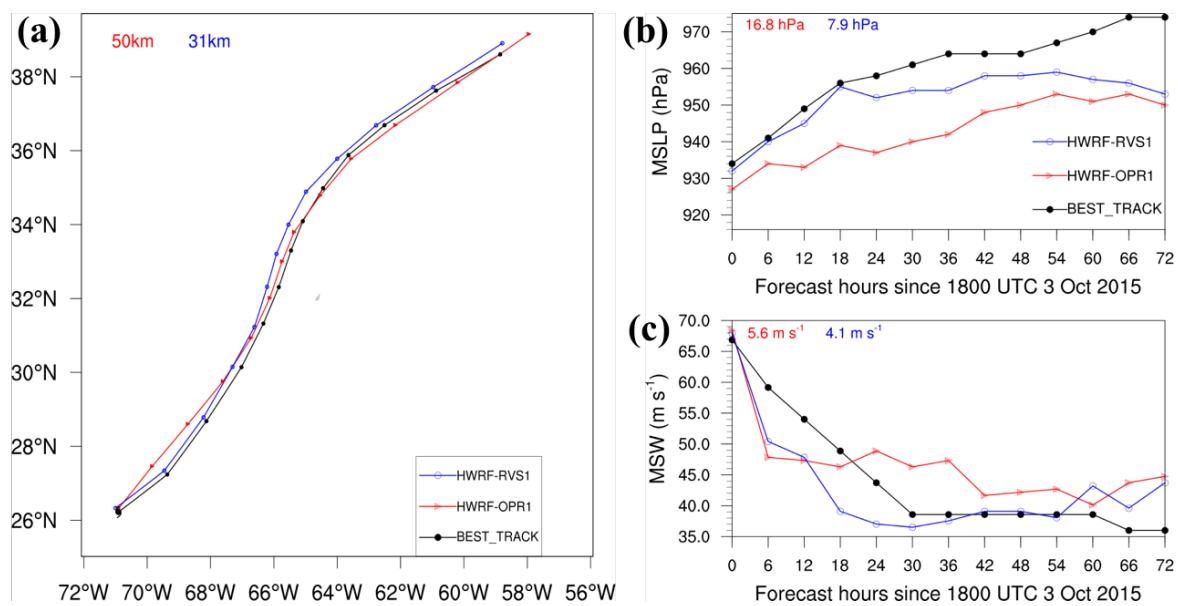 (a)
50km 31km
38°N
36°N
34°N
32°N
30°N
28°N
26°N
HWRF-RVS1
HWRF-OPR1
BEST_TRACK
72°W 70°W 68°W 66°W 64°W 62°W 60°W 58°W 56°W
(b)
16.8 hPa 7.9 hPa
970
960
950
940
930
920
MSLP (hPa)
HWRF-RVS1
HWRF-OPR1
BEST_TRACK
0 6 12 18 24 30 36 42 48 54 60 66 72
Forecast hours since 1800 UTC 3 Oct 2015
(c)
5.6 m s⁻¹ 4.1 m s⁻¹
70.0
65.0
60.0
55.0
50.0
45.0
40.0
35.0
MSW (m s⁻¹)
0 6 12 18 24 30 36 42 48 54 60 66 72
Forecast hours since 1800 UTC 3 Oct 2015